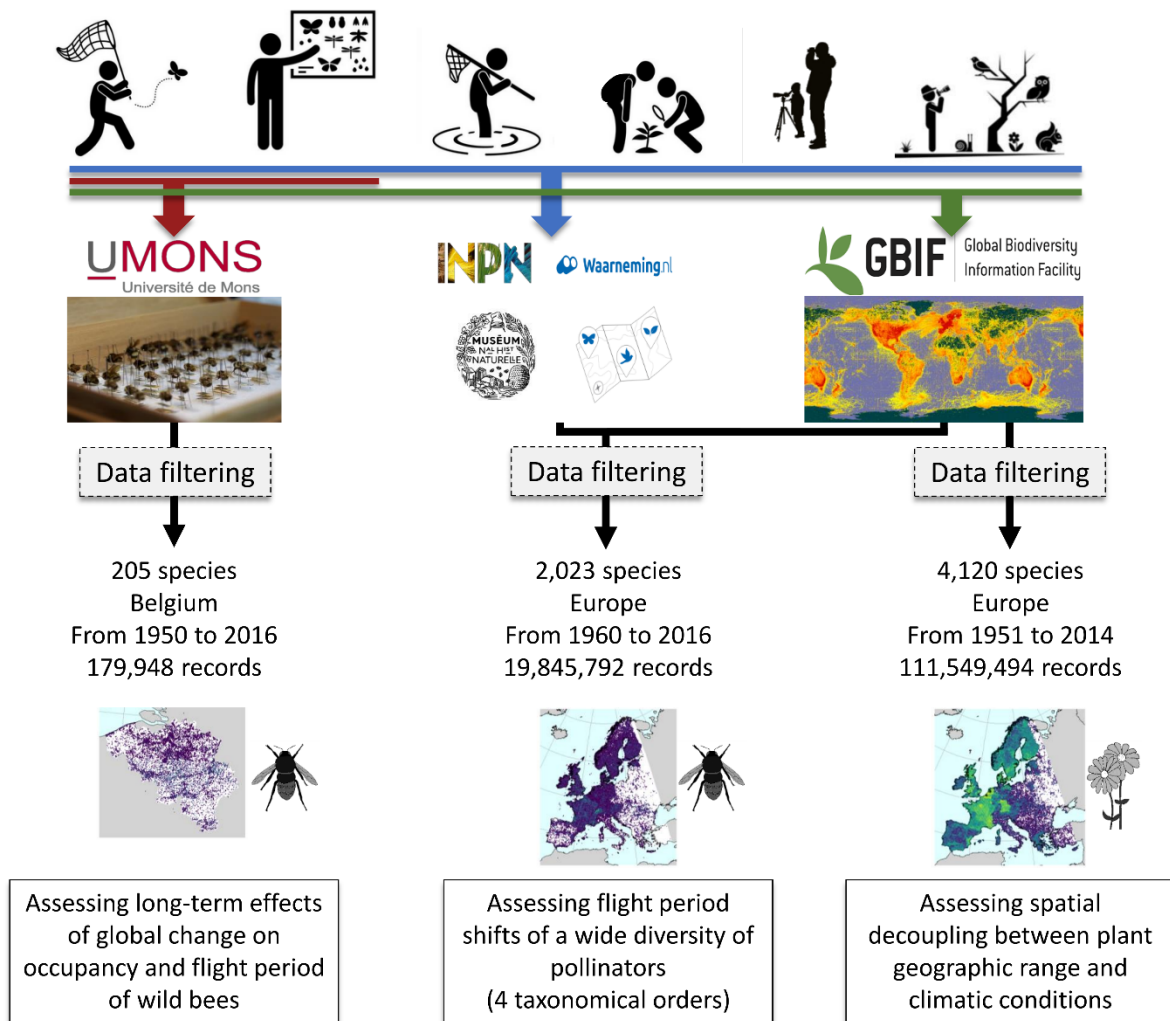 UMONS
Université de Mons
INPN
Waarneming.nl
MUSÉUM
NAL HIST
NATURELLE
GBIF
Global Biodiversity
Information Facility
Data filtering
Data filtering
Data filtering
205 species
Belgium
From 1950 to 2016
179,948 records
2,023 species
Europe
From 1960 to 2016
19,845,792 records
4,120 species
Europe
From 1951 to 2014
111,549,494 records
Assessing long-term effects
of global change on
occupancy and flight period
of wild bees
Assessing flight period
shifts of a wide diversity of
pollinators
(4 taxonomical orders)
Assessing spatial
decoupling between plant
geographic range and
climatic conditions